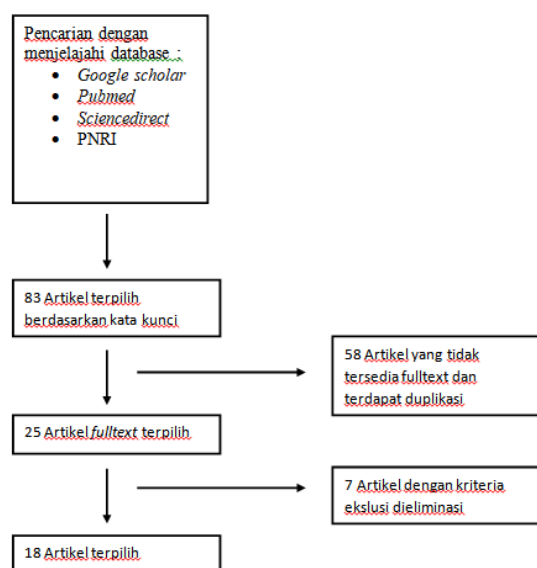 Pencarian dengan
menjelajahi database :
• Google scholar
• Pubmed
• Sciencedirect
• PNRI
83 Artikel terpilih
berdasarkan kata kunci
58 Artikel yang tidak
tersedia fulltext dan
terdapat duplikasi
25 Artikel fulltext terpilih
7 Artikel dengan kriteria
ekslusi dieliminasi
18 Artikel terpilih